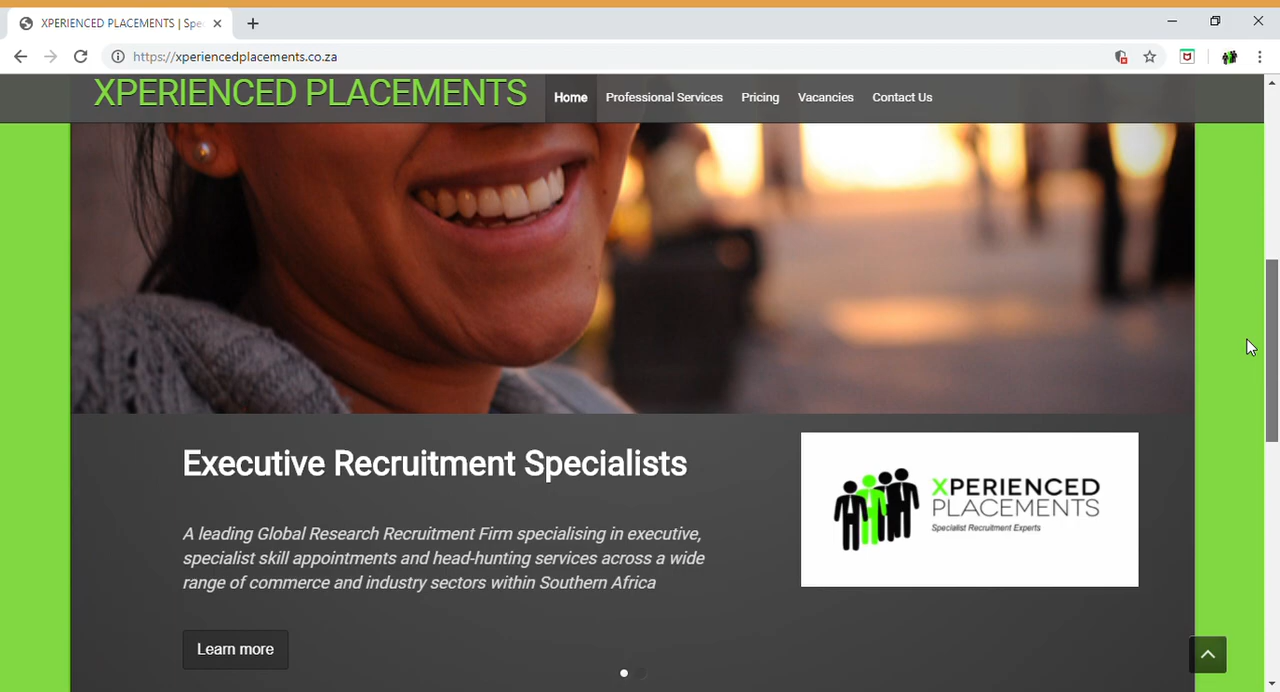 XPERIENCED PLACEMENTS | Spe
https://xperiencedplacements.co.za
XPERIENCED PLACEMENTS
Home
Professional Services
Pricing
Vacancies
Contact Us
Executive Recruitment Specialists
A leading Global Research Recruitment Firm specialising in executive,
specialist skill appointments and head-hunting services across a wide
range of commerce and industry sectors within Southern Africa
Learn more
XPERIENCED
PLACEMENTS
Specialist Recruitment Experts